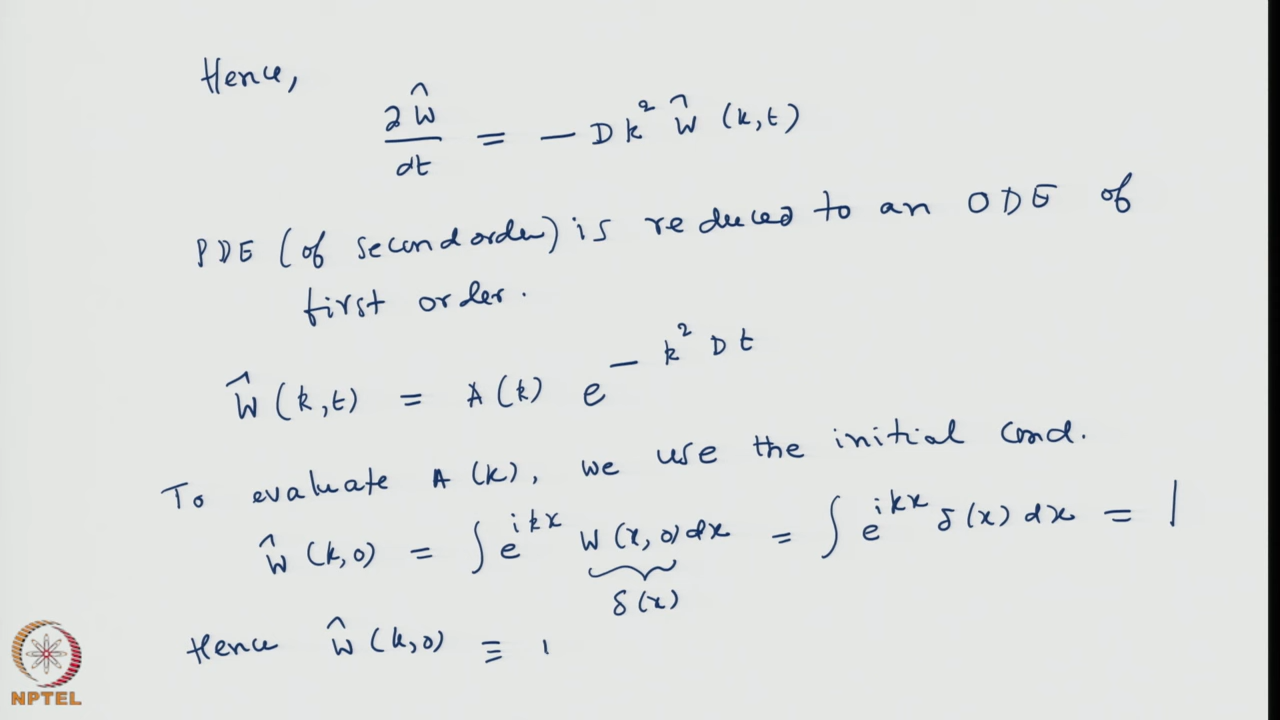 Hence,
∂Ŵ/dt = − D k² Ŵ (k,t)
PDE (of second order) is reduced to an ODE of
first order.
Ŵ (k,t) = A(k) e^{− k² D t}
To evaluate A (k), we use the initial cond.
Ŵ (k,0) = ∫ e^{ikx} W (x,0) dx = ∫ e^{ikx} δ(x) dx = 1
δ(x)
Hence Ŵ (k,0) ≡ 1
NPTEL